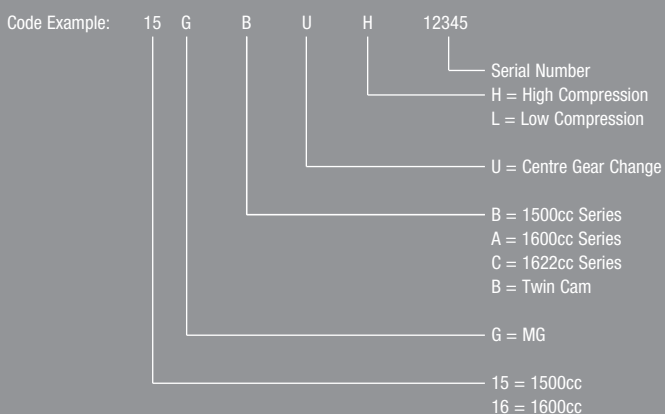 Code Example: 15 G B U H 12345
Serial Number
H = High Compression
L = Low Compression
U = Centre Gear Change
B = 1500cc Series
A = 1600cc Series
C = 1622cc Series
B = Twin Cam
G = MG
15 = 1500cc
16 = 1600cc